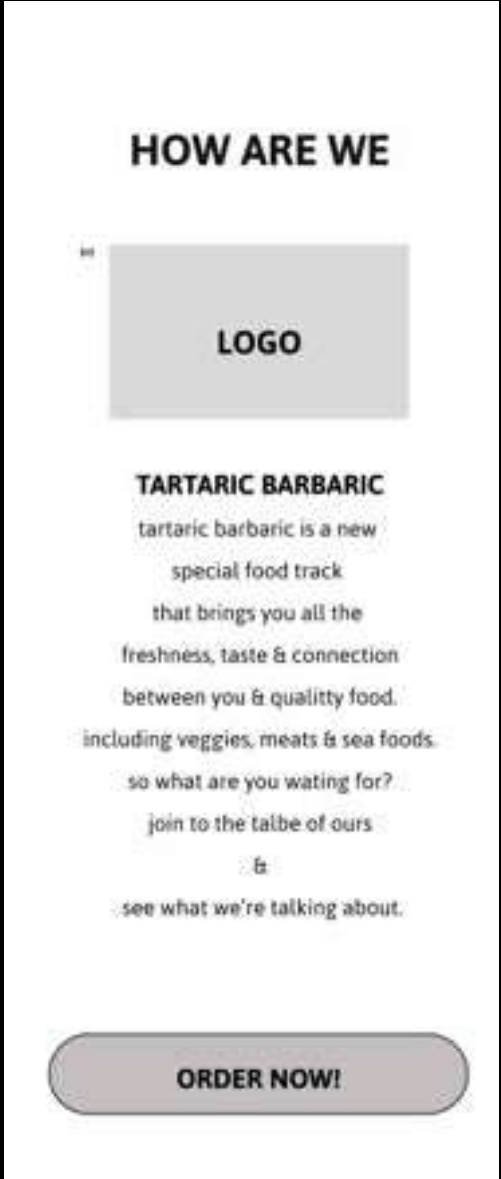 HOW ARE WE
LOGO
TARTARIC BARBARIC
tartaric barbaric is a new
special food track
that brings you all the
freshness, taste & connection
between you & qualitty food.
including veggies, meats & sea foods.
so what are you wating for?
join to the talbe of ours
&
see what we're talking about.
ORDER NOW!